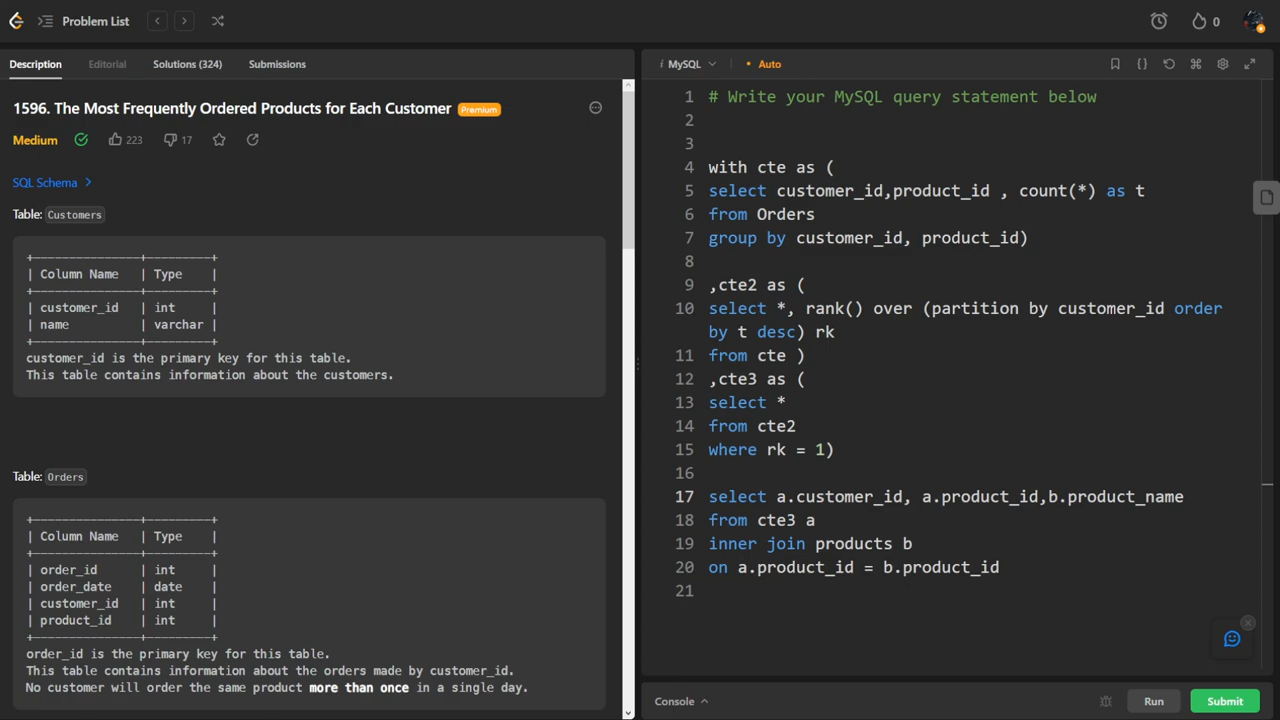 Problem List
0
Description
Editorial
Solutions (324)
Submissions
1596. The Most Frequently Ordered Products for Each Customer
Premium
Medium
223
17
SQL Schema
Table: Customers
+---------------+---------+
| Column Name   | Type    |
+---------------+---------+
| customer_id   | int     |
| name          | varchar |
+---------------+---------+
customer_id is the primary key for this table.
This table contains information about the customers.
Table: Orders
+---------------+---------+
| Column Name   | Type    |
+---------------+---------+
| order_id      | int     |
| order_date    | date    |
| customer_id   | int     |
| product_id    | int     |
+---------------+---------+
order_id is the primary key for this table.
This table contains information about the orders made by customer_id.
No customer will order the same product more than once in a single day.
i MySQL
• Auto
1 # Write your MySQL query statement below
2
3
4 with cte as (
5 select customer_id,product_id , count(*) as t
6 from Orders
7 group by customer_id, product_id)
8
9 ,cte2 as (
10 select *, rank() over (partition by customer_id order
by t desc) rk
11 from cte )
12 ,cte3 as (
13 select *
14 from cte2
15 where rk = 1)
16
17 select a.customer_id, a.product_id,b.product_name
18 from cte3 a
19 inner join products b
20 on a.product_id = b.product_id
21
Console
Run
Submit